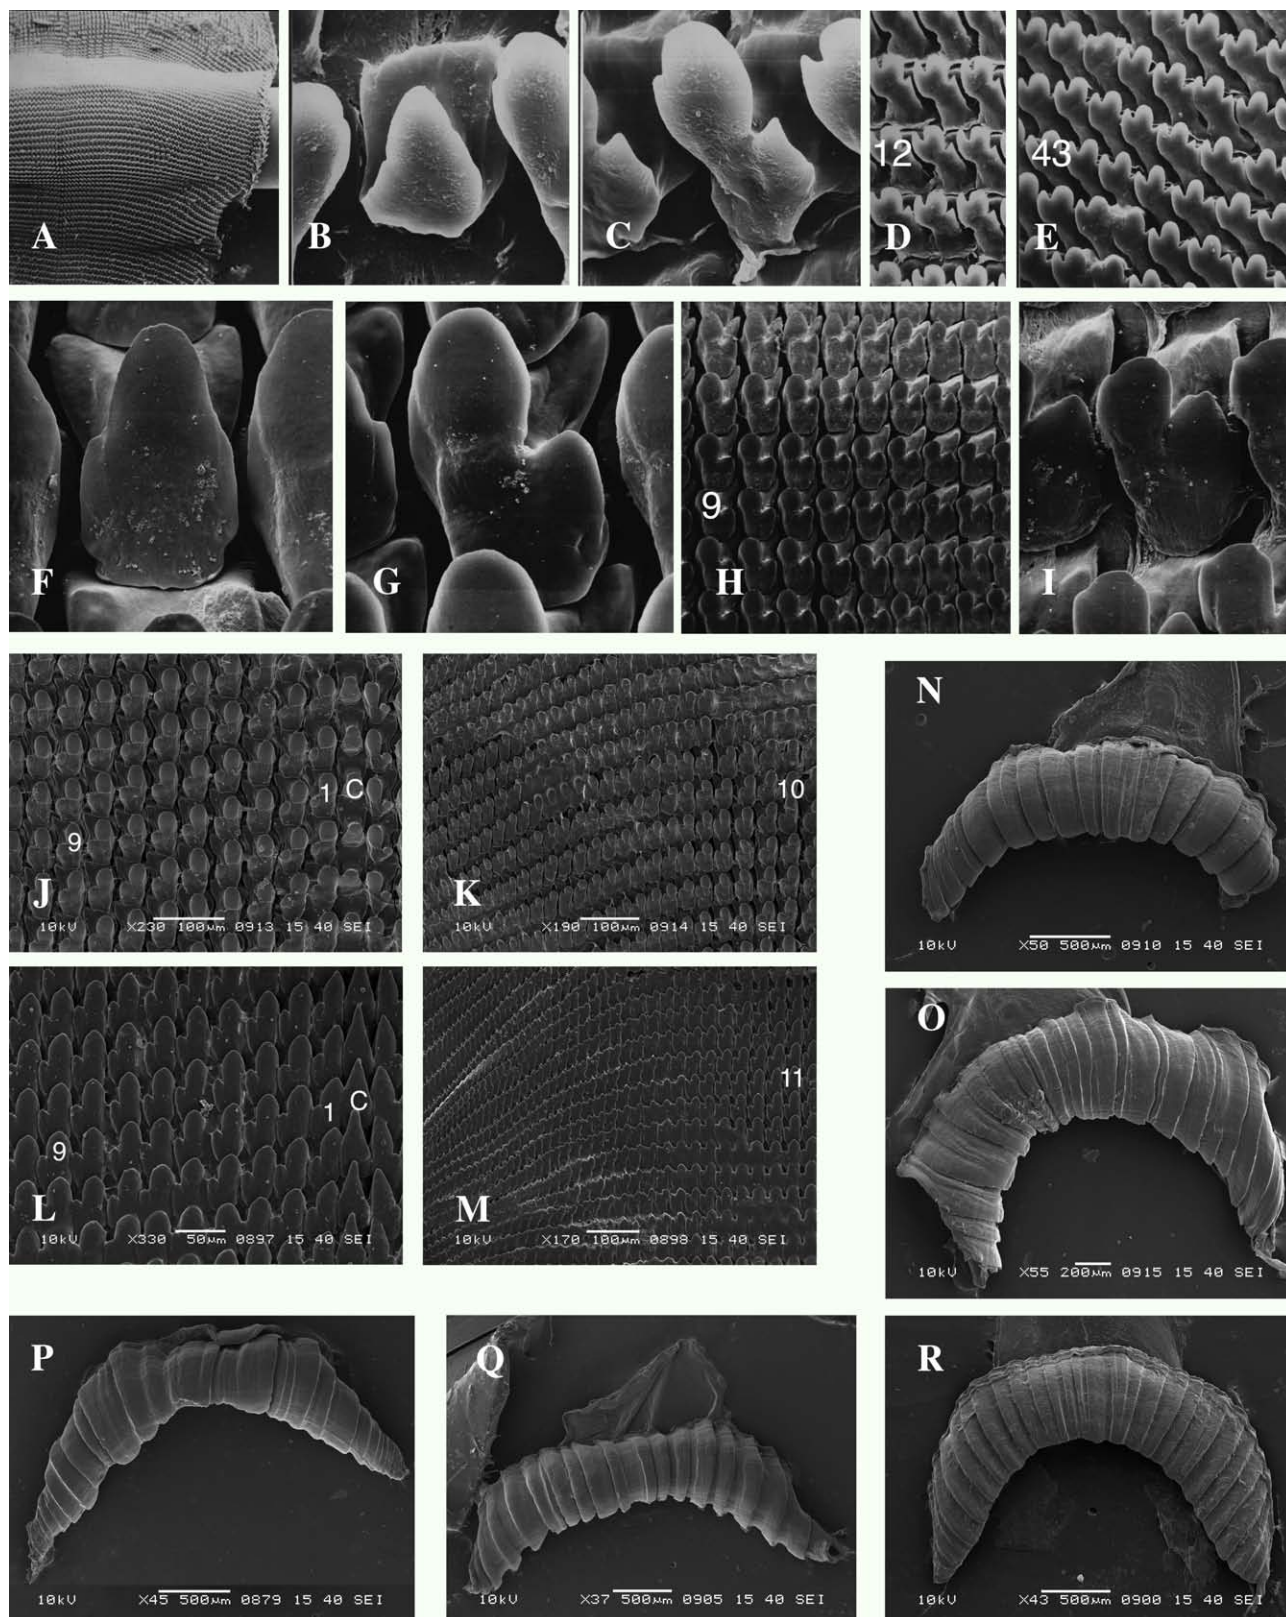 A
B
C
12
D
43
E
F
G
9
H
I
1 C
9
J
10kV X230 100µm 0913 15 40 SEI
10
K
10kV X190 100µm 0914 15 40 SEI
N
10kV X50 500µm 0910 15 40 SEI
1 C
9
L
10kV X330 50µm 0897 15 40 SEI
11
M
10kV X170 100µm 0898 15 40 SEI
O
10kV X55 200µm 0915 15 40 SEI
P
10kV X45 500µm 0879 15 40 SEI
Q
10kV X37 500µm 0905 15 40 SEI
R
10kV X43 500µm 0900 15 40 SEI